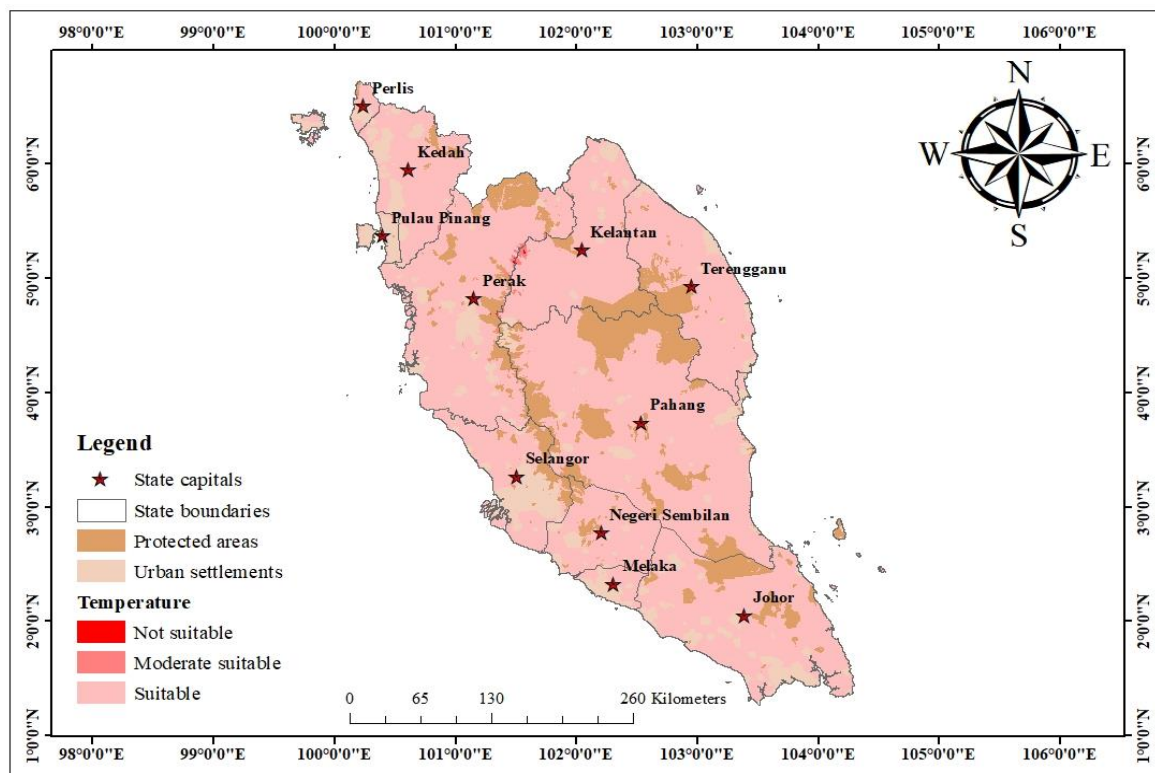 98°0'0"E 99°0'0"E 100°0'0"E 101°0'0"E 102°0'0"E 103°0'0"E 104°0'0"E 105°0'0"E 106°0'0"E
N
W E
S
6°0'0"N 6°0'0"N
5°0'0"N 5°0'0"N
4°0'0"N 4°0'0"N
3°0'0"N 3°0'0"N
2°0'0"N 2°0'0"N
1°0'0"N 1°0'0"N
Perlis
Kedah
Pulau Pinang
Kelantan
Terengganu
Perak
Pahang
Selangor
Negeri Sembilan
Melaka
Johor
Legend
State capitals
State boundaries
Protected areas
Urban settlements
Temperature
Not suitable
Moderate suitable
Suitable
0 65 130 260 Kilometers
98°0'0"E 99°0'0"E 100°0'0"E 101°0'0"E 102°0'0"E 103°0'0"E 104°0'0"E 105°0'0"E 106°0'0"E